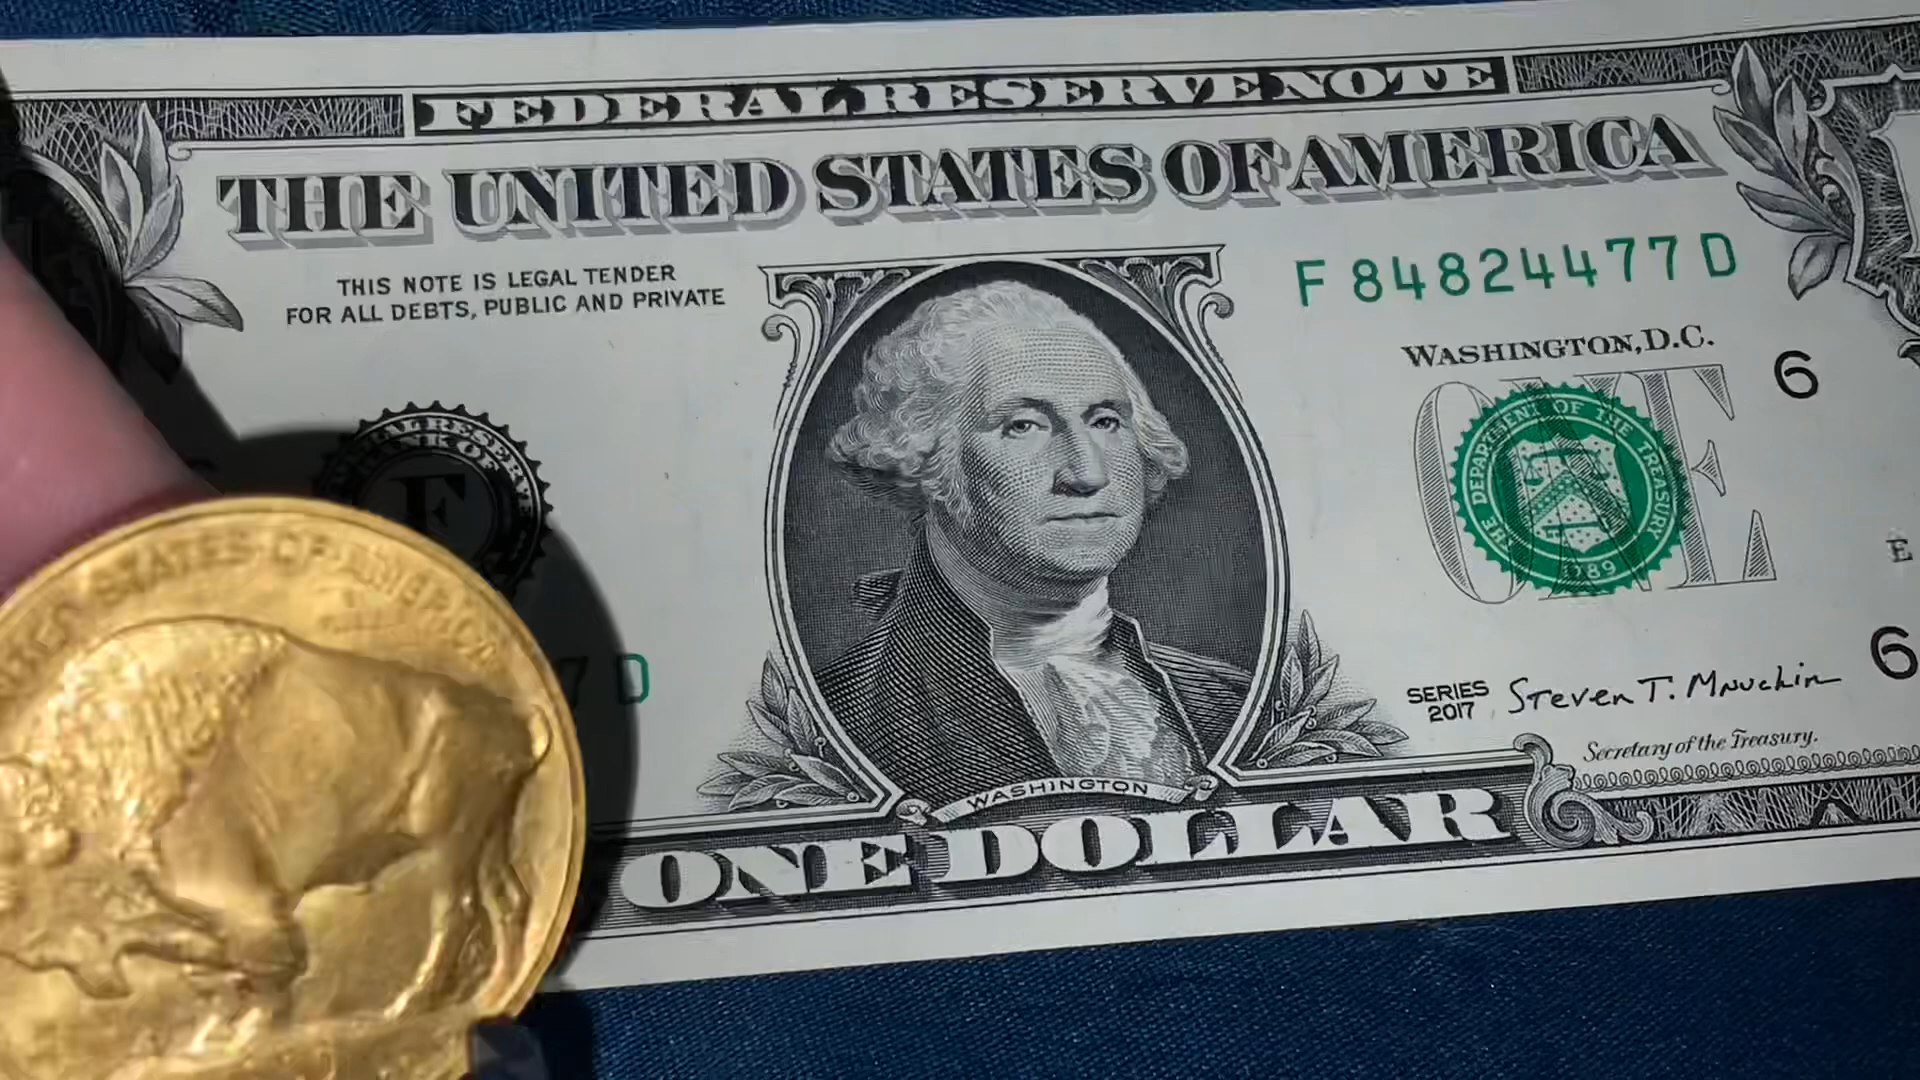 FEDERAL RESERVE NOTE
THE UNITED STATES OF AMERICA
THIS NOTE IS LEGAL TENDER
FOR ALL DEBTS, PUBLIC AND PRIVATE
F 84824477 D
WASHINGTON, D.C.
6
ONE
THE DEPARTMENT OF THE TREASURY
1789
F
E
7 D
6
SERIES
2017
Steven T. Mnuchin
Secretary of the Treasury.
WASHINGTON
ONE DOLLAR
STATES OF AMERICA